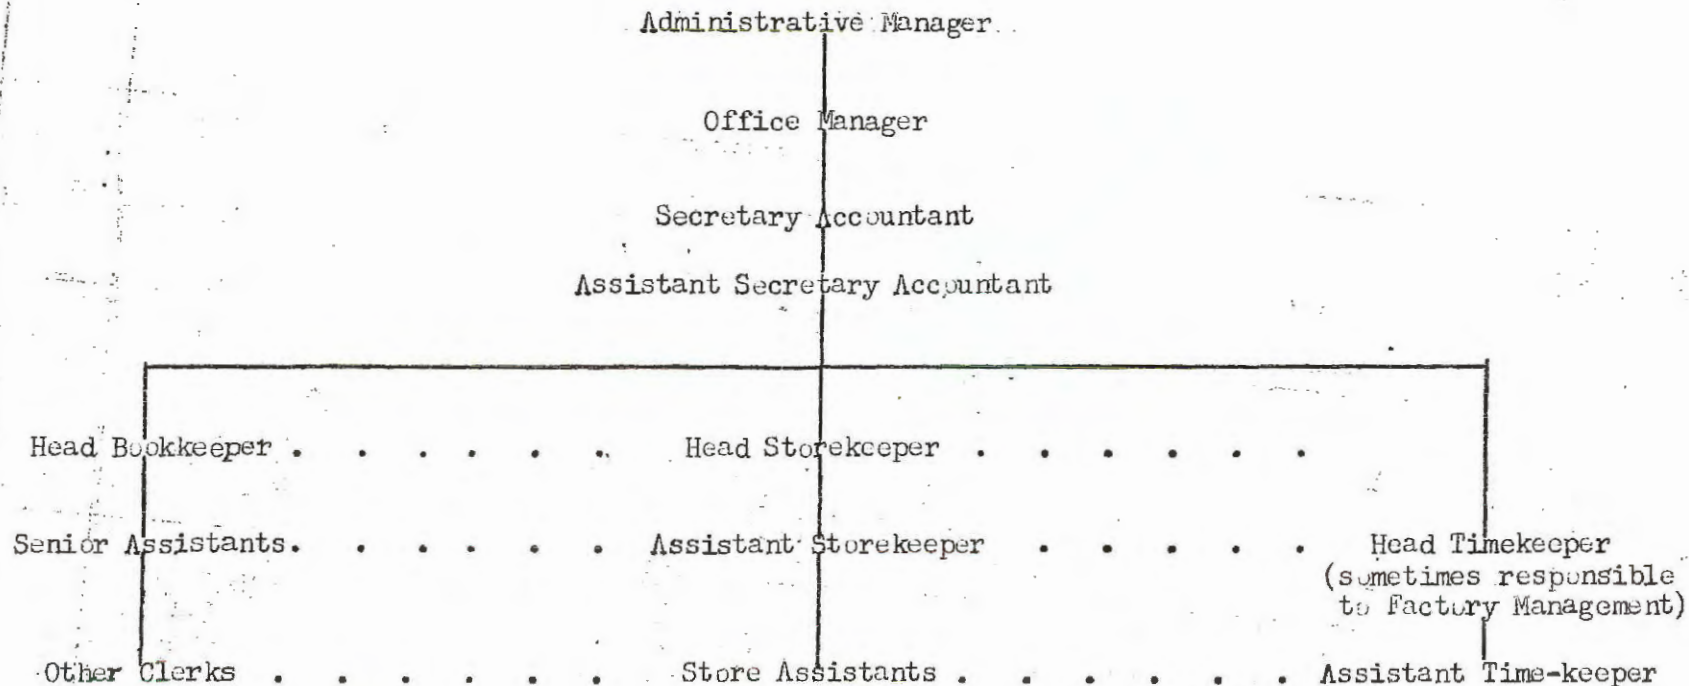 Administrative Manager
Office Manager
Secretary Accountant
Assistant Secretary Accountant
Head Bookkeeper . . . . . . Head Storekeeper . . . . . .
Senior Assistants. . . . . . Assistant Storekeeper . . . . . Head Timekeeper
(sometimes responsible
to Factory Management)
Other Clerks . . . . . . Store Assistants . . . . . . Assistant Time-keeper